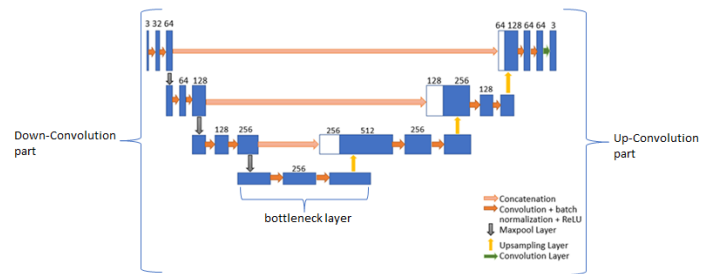 3 32 64
64 128 64 64 3
64 128
128 256 128
Down-Convolution
part
128 256
256 512 256
Up-Convolution
part
256
bottleneck layer
Concatenation
Convolution + batch
normalization + ReLU
Maxpool Layer
Upsampling Layer
Convolution Layer